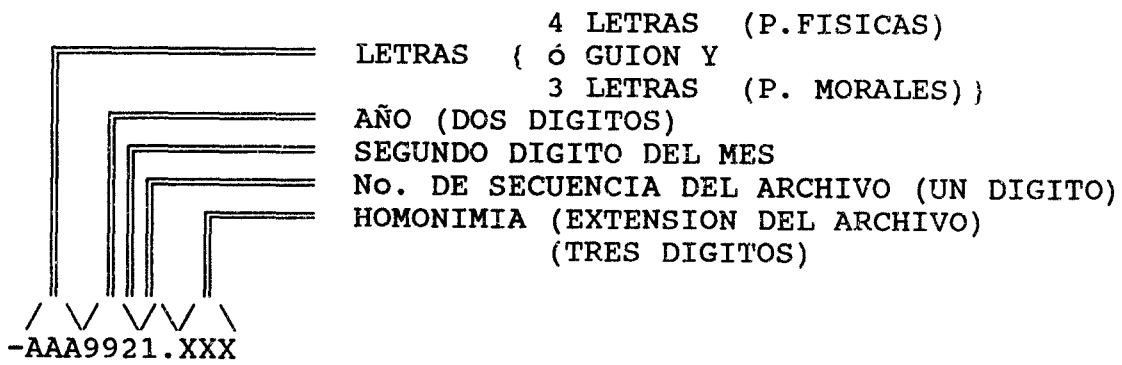 4 LETRAS (P.FISICAS)
LETRAS { ó GUION Y
3 LETRAS (P. MORALES)}
AÑO (DOS DIGITOS)
SEGUNDO DIGITO DEL MES
No. DE SECUENCIA DEL ARCHIVO (UN DIGITO)
HOMONIMIA (EXTENSION DEL ARCHIVO)
(TRES DIGITOS)
-AAA9921.XXX